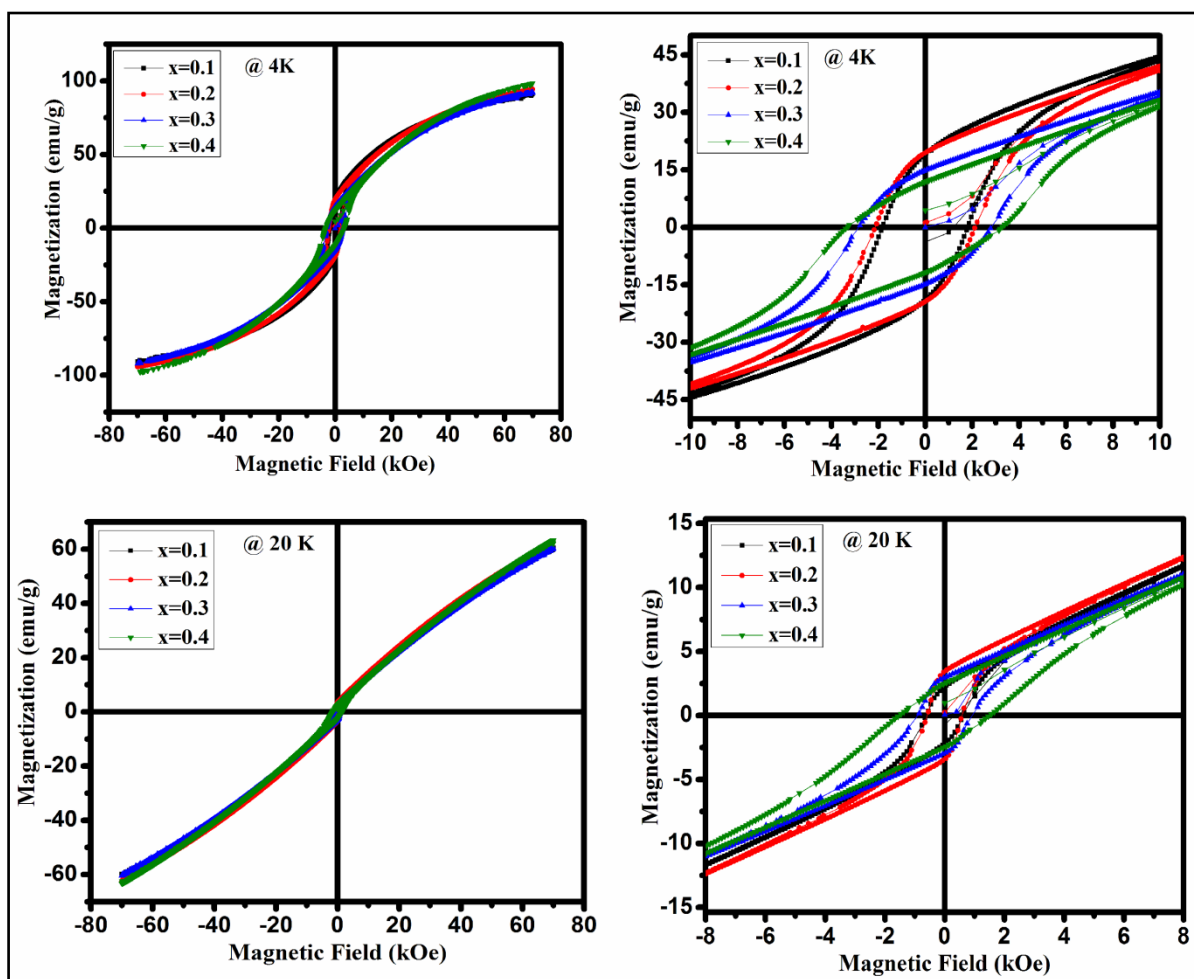 x=0.1
x=0.2
x=0.3
x=0.4
@ 4K
Magnetization (emu/g)
100
50
0
-50
-100
-80 -60 -40 -20 0 20 40 60 80
Magnetic Field (kOe)
x=0.1
x=0.2
x=0.3
x=0.4
@ 4K
Magnetization (emu/g)
45
30
15
0
-15
-30
-45
-10 -8 -6 -4 -2 0 2 4 6 8 10
Magnetic Field (kOe)
x=0.1
x=0.2
x=0.3
x=0.4
@ 20 K
Magnetization (emu/g)
60
40
20
0
-20
-40
-60
-80 -60 -40 -20 0 20 40 60 80
Magnetic Field (kOe)
x=0.1
x=0.2
x=0.3
x=0.4
@ 20 K
Magnetization (emu/g)
15
10
5
0
-5
-10
-15
-8 -6 -4 -2 0 2 4 6 8
Magnetic Field (kOe)